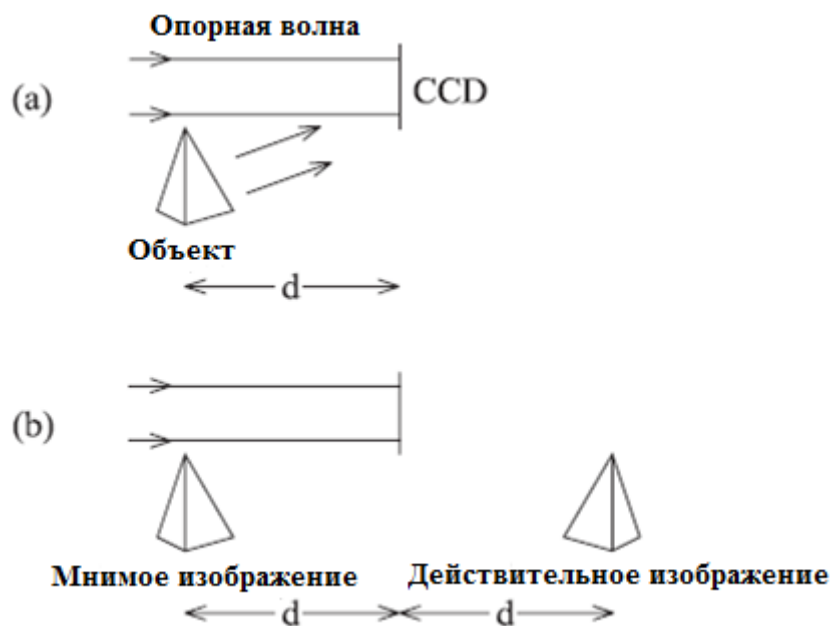 Опорная волна
(a)
CCD
Объект
d
(b)
Мнимое изображение
Действительное изображение
d
d